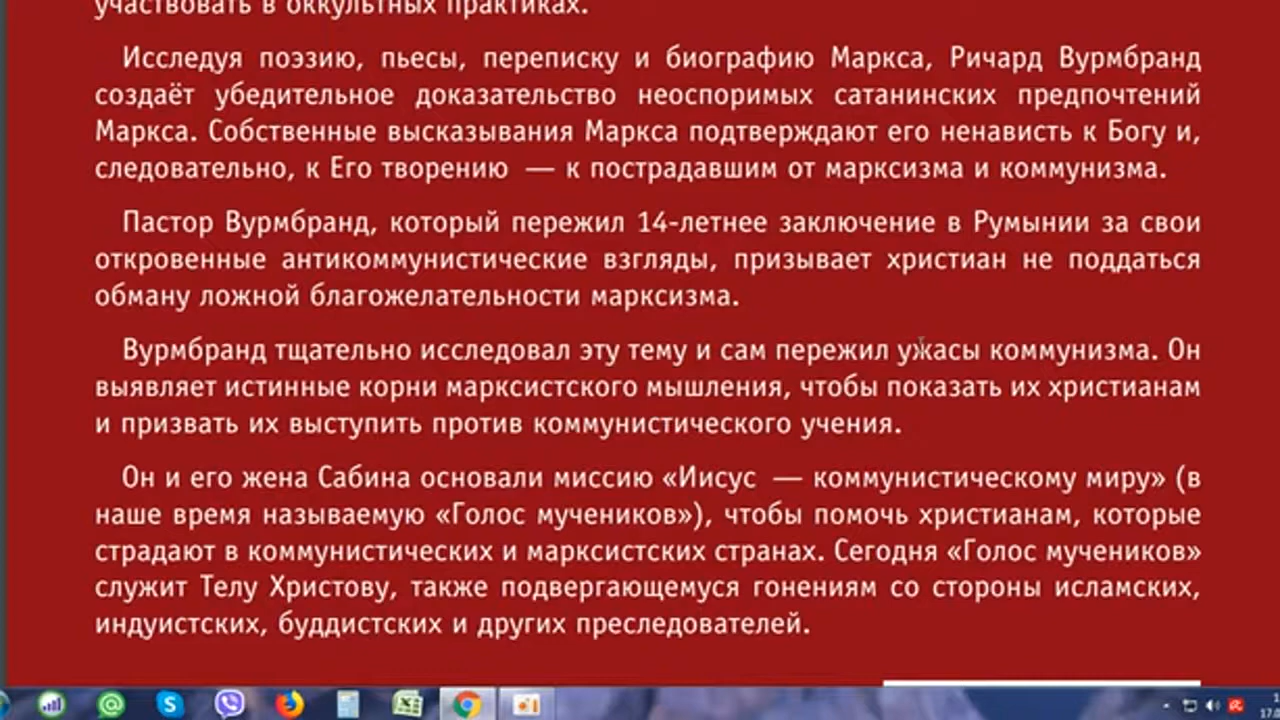 участвовать в оккультных практиках.
Исследуя поэзию, пьесы, переписку и биографию Маркса, Ричард Вурмбранд
создаёт убедительное доказательство неоспоримых сатанинских предпочтений
Маркса. Собственные высказывания Маркса подтверждают его ненависть к Богу и,
следовательно, к Его творению — к пострадавшим от марксизма и коммунизма.
Пастор Вурмбранд, который пережил 14-летнее заключение в Румынии за свои
откровенные антикоммунистические взгляды, призывает христиан не поддаться
обману ложной благожелательности марксизма.
Вурмбранд тщательно исследовал эту тему и сам пережил ужасы коммунизма. Он
выявляет истинные корни марксистского мышления, чтобы показать их христианам
и призвать их выступить против коммунистического учения.
Он и его жена Сабина основали миссию «Иисус — коммунистическому миру» (в
наше время называемую «Голос мучеников»), чтобы помочь христианам, которые
страдают в коммунистических и марксистских странах. Сегодня «Голос мучеников»
служит Телу Христову, также подвергающемуся гонениям со стороны исламских,
индуистских, буддистских и других преследователей.